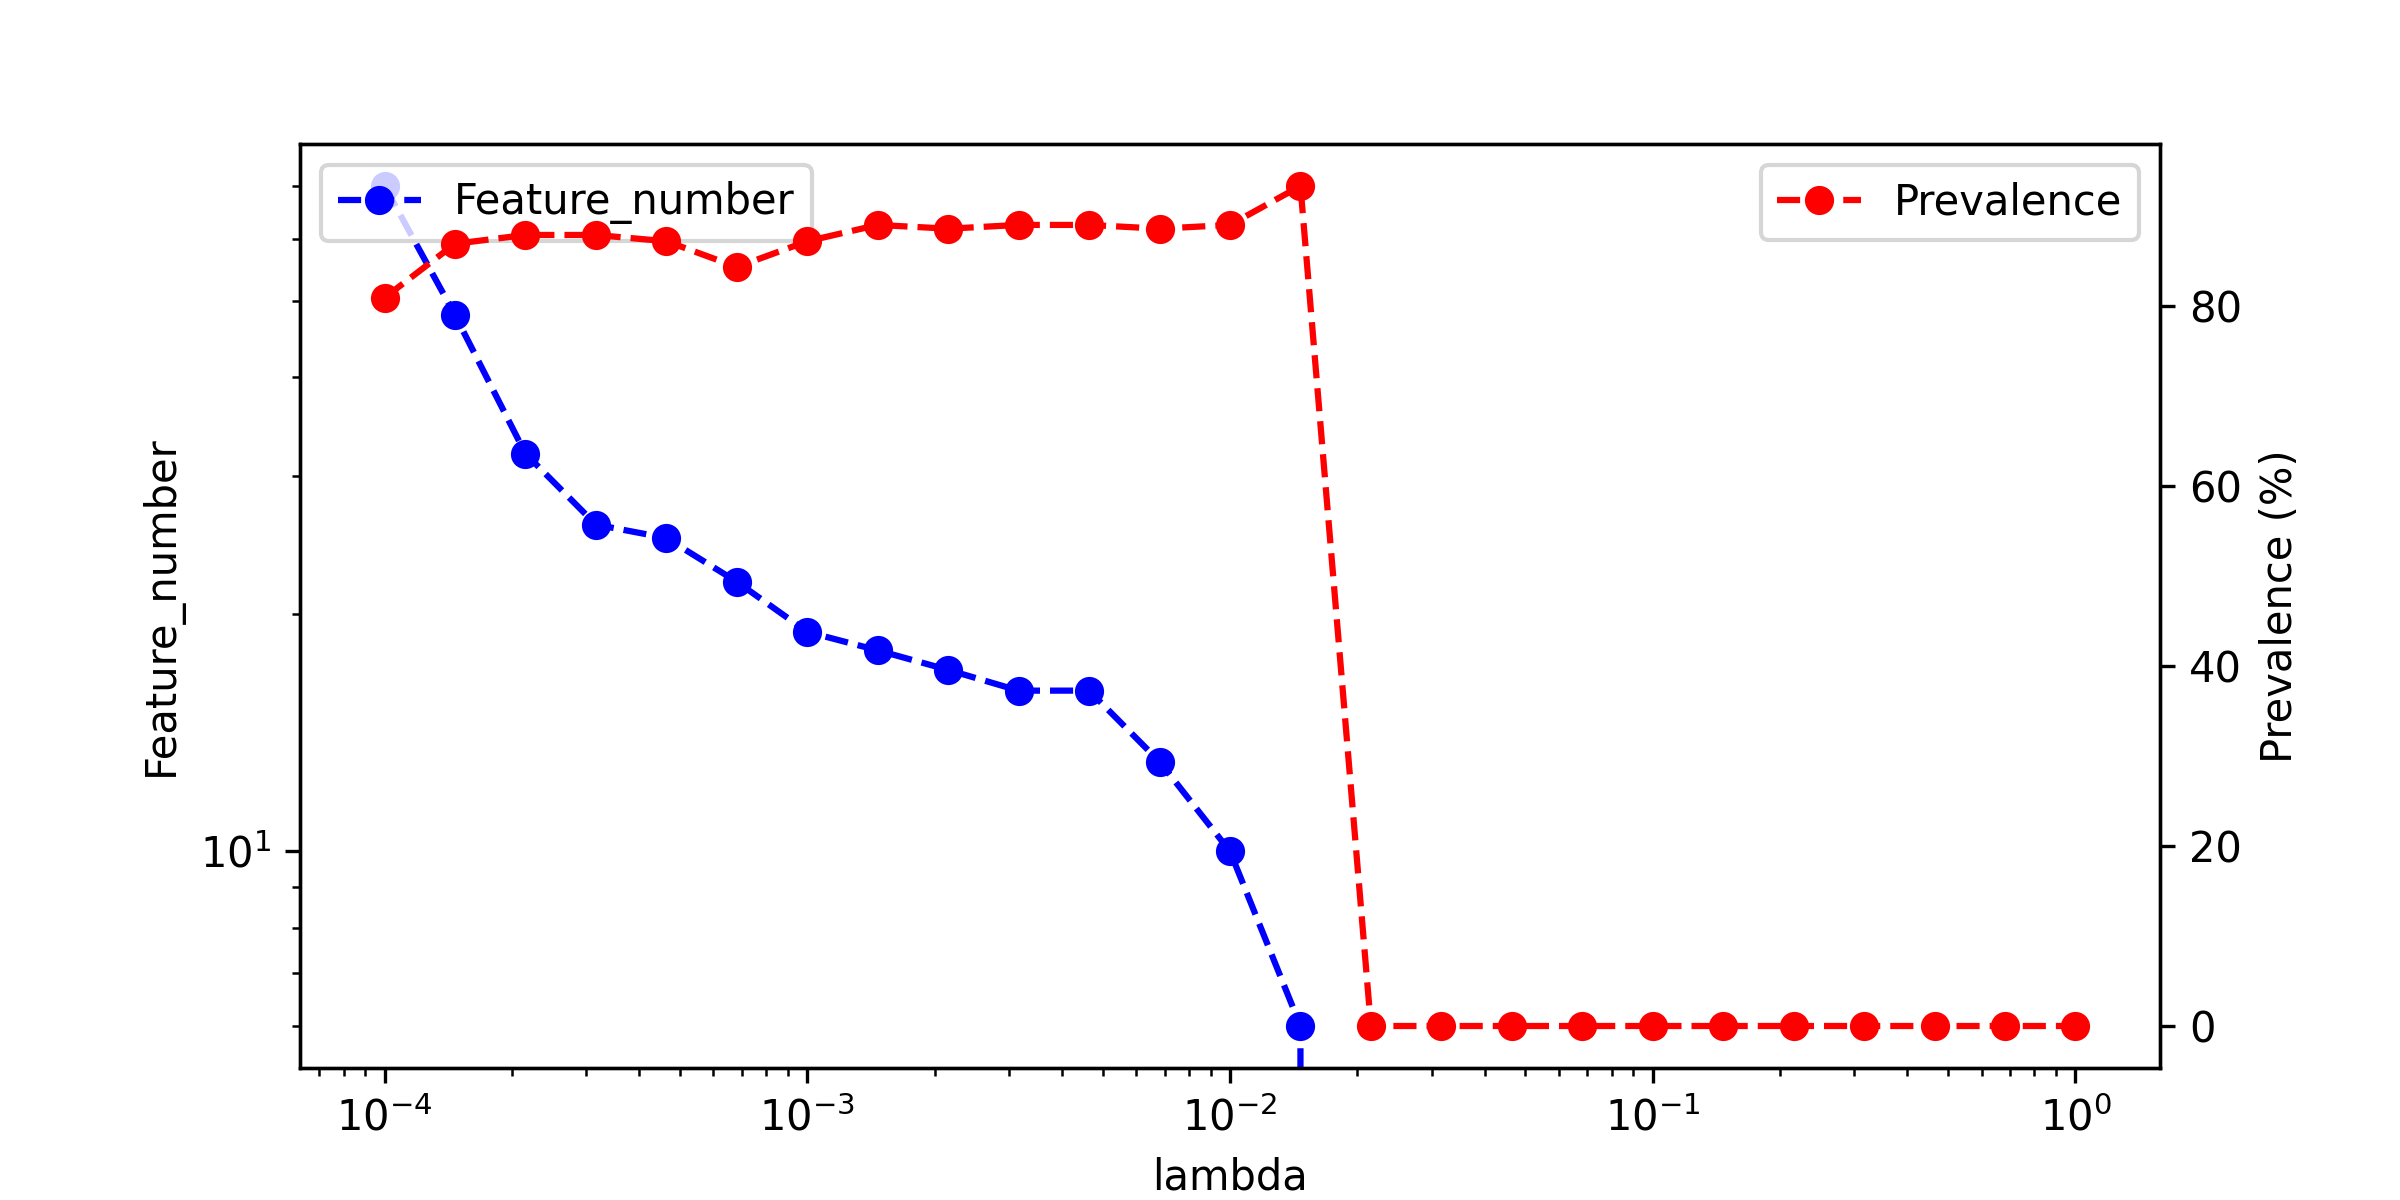 Feature_number
Prevalence
Feature_number
10¹
80
60
40
20
0
Prevalence (%)
10⁻⁴ 10⁻³ 10⁻² 10⁻¹ 10⁰
lambda